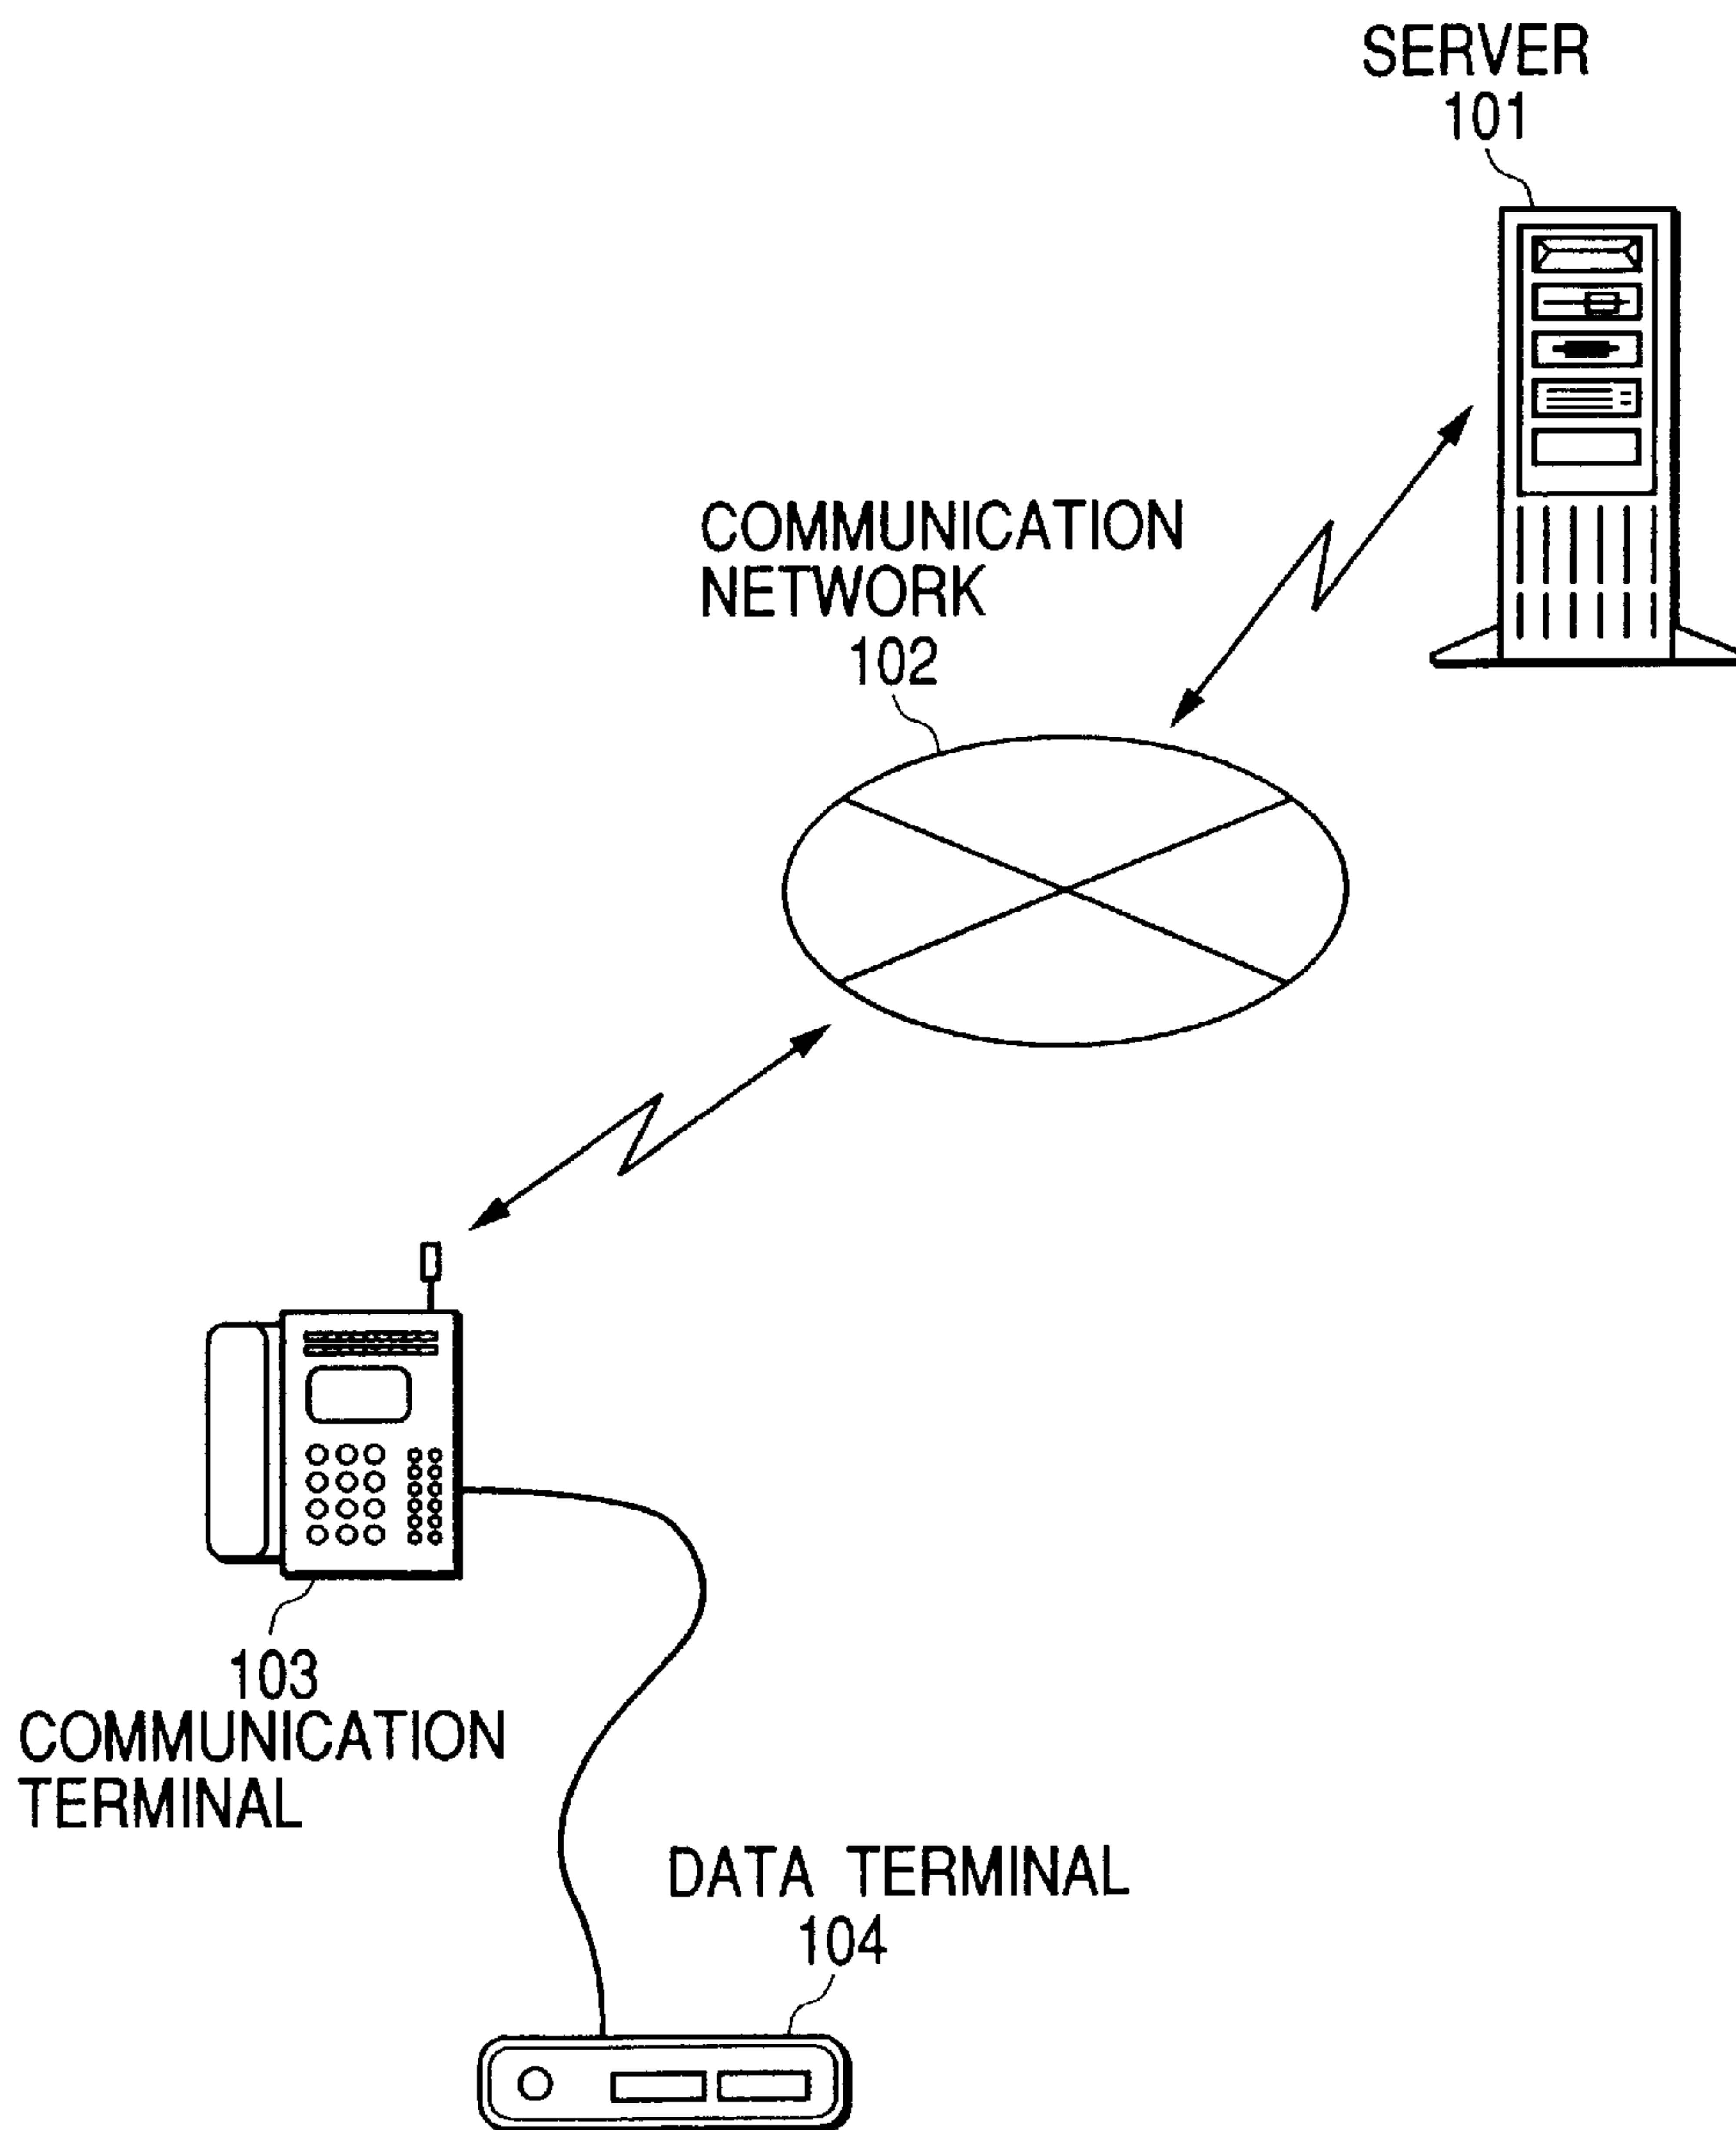 SERVER
101
COMMUNICATION
NETWORK
102
103
COMMUNICATION
TERMINAL
DATA TERMINAL
104